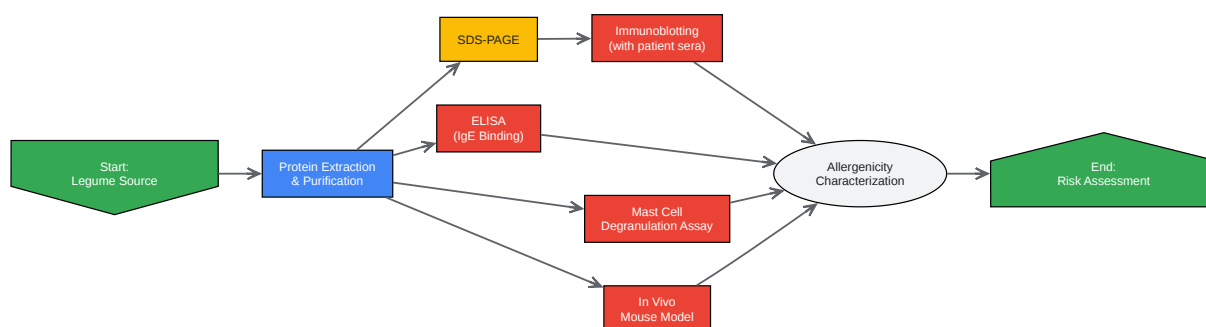 SDS-PAGE
Immunoblotting
(with patient sera)
ELISA
(IgE Binding)
Start:
Legume Source
Protein Extraction
& Purification
Allergenicity
Characterization
End:
Risk Assessment
Mast Cell
Degranulation Assay
In Vivo
Mouse Model